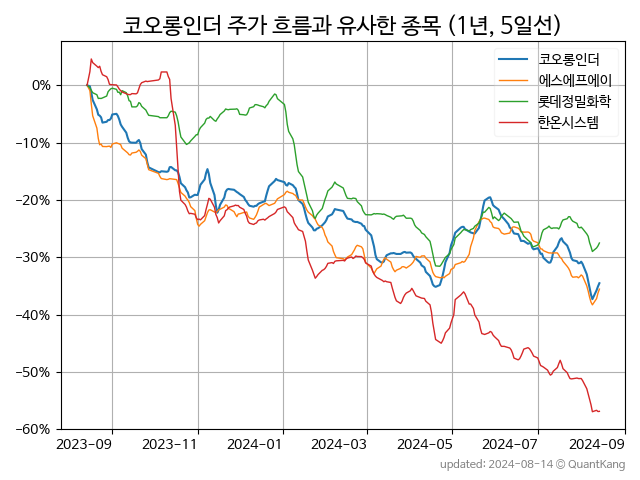 코오롱인더 주가 흐름과 유사한 종목 (1년, 5일선)
코오롱인더
에스에프에이
롯데정밀화학
한온시스템
0%
−10%
−20%
−30%
−40%
−50%
−60%
2023-09 2023-11 2024-01 2024-03 2024-05 2024-07 2024-09
updated: 2024-08-14 @ QuantKang